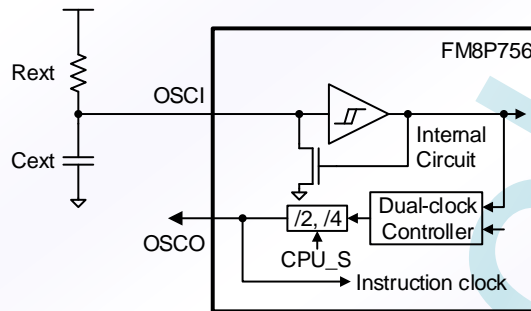 FM8P756
Rext
OSCI
Internal
Circuit
Cext
/2, /4
Dual-clock
Controller
OSCO
CPU_S
Instruction clock